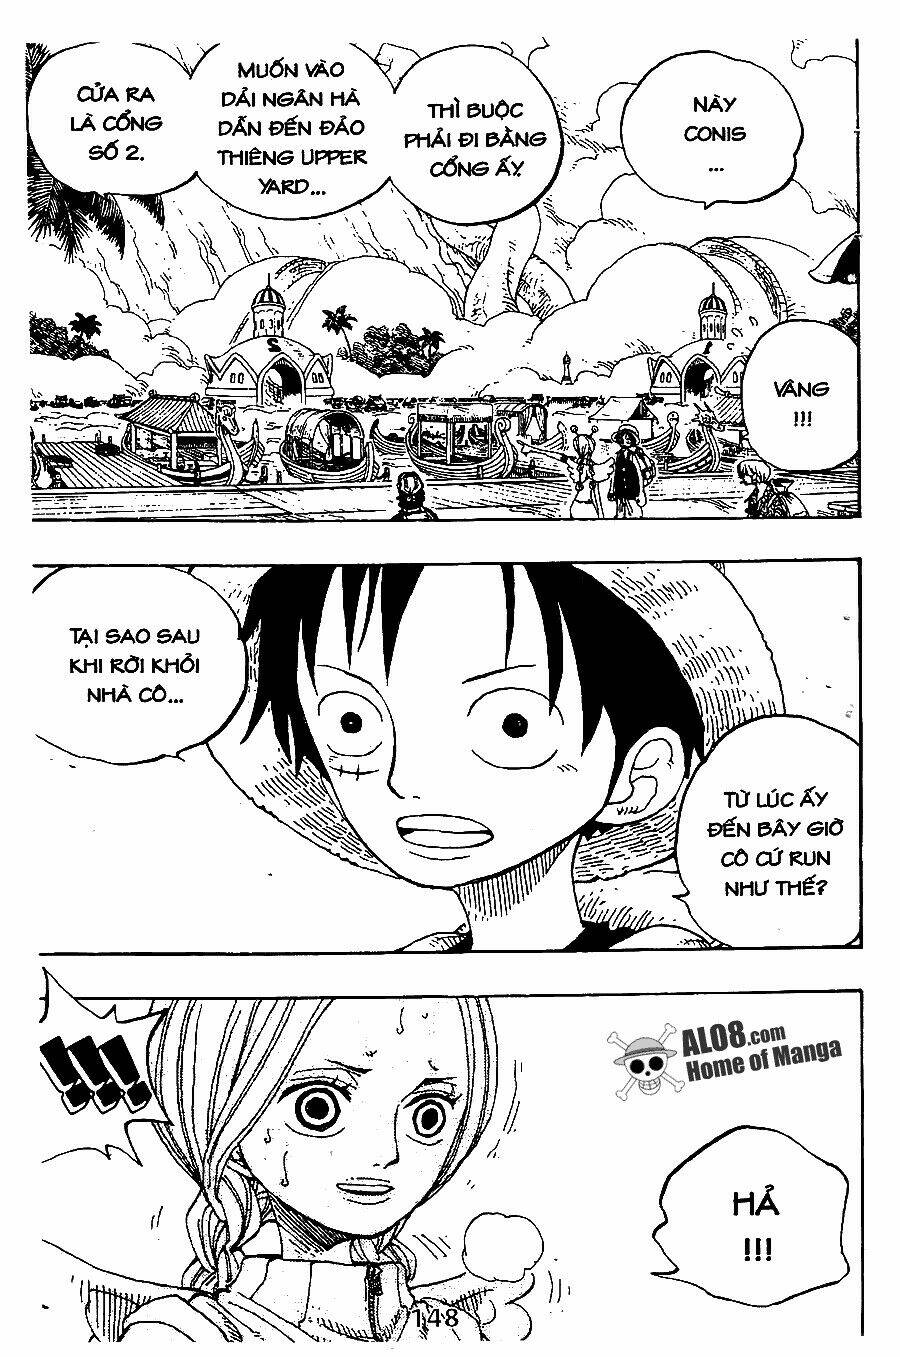 CỬA RA
LÀ CỔNG
SỐ 2.
MUỐN VÀO
DẢI NGÂN HÀ
DẪN ĐẾN ĐẢO
THIÊNG UPPER
YARD...
THÌ BUỘC
PHẢI ĐI BẰNG
CỔNG ẤY.
NÀY
CONIS
...
VÂNG
!!!
TẠI SAO SAU
KHI RỜI KHỎI
NHÀ CÔ...
TỪ LÚC ẤY
ĐẾN BÂY GIỜ
CÔ CỨ RUN
NHƯ THẾ?
!!!
ALO8.com
Home of Manga
HẢ
!!!
148